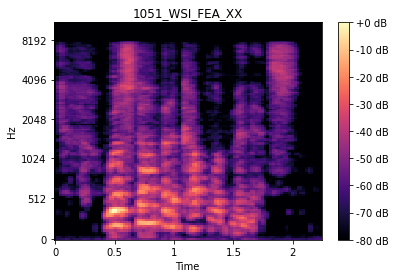 1051_WSI_FEA_XX
+0 dB
8192
-10 dB
4096
-20 dB
-30 dB
2048
Hz
-40 dB
1024
-50 dB
512
-60 dB
-70 dB
0
-80 dB
0
0.5
1
1.5
2
Time